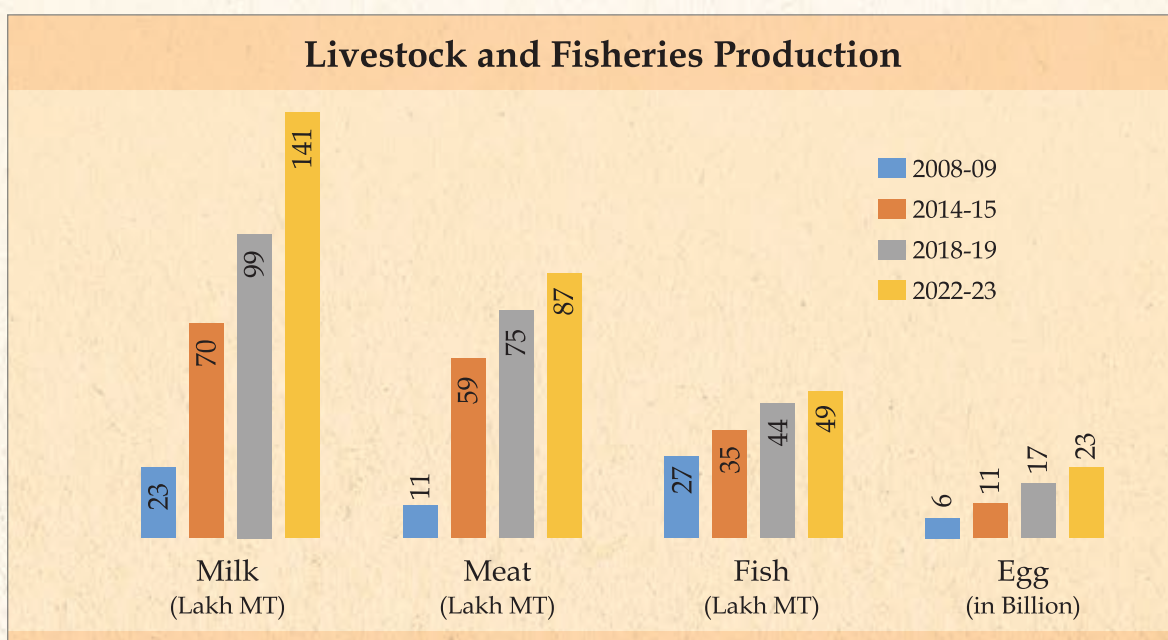 Livestock and Fisheries Production
2008-09
2014-15
2018-19
2022-23
23
70
99
141
11
59
75
87
27
35
44
49
6
11
17
23
Milk
(Lakh MT)
Meat
(Lakh MT)
Fish
(Lakh MT)
Egg
(in Billion)